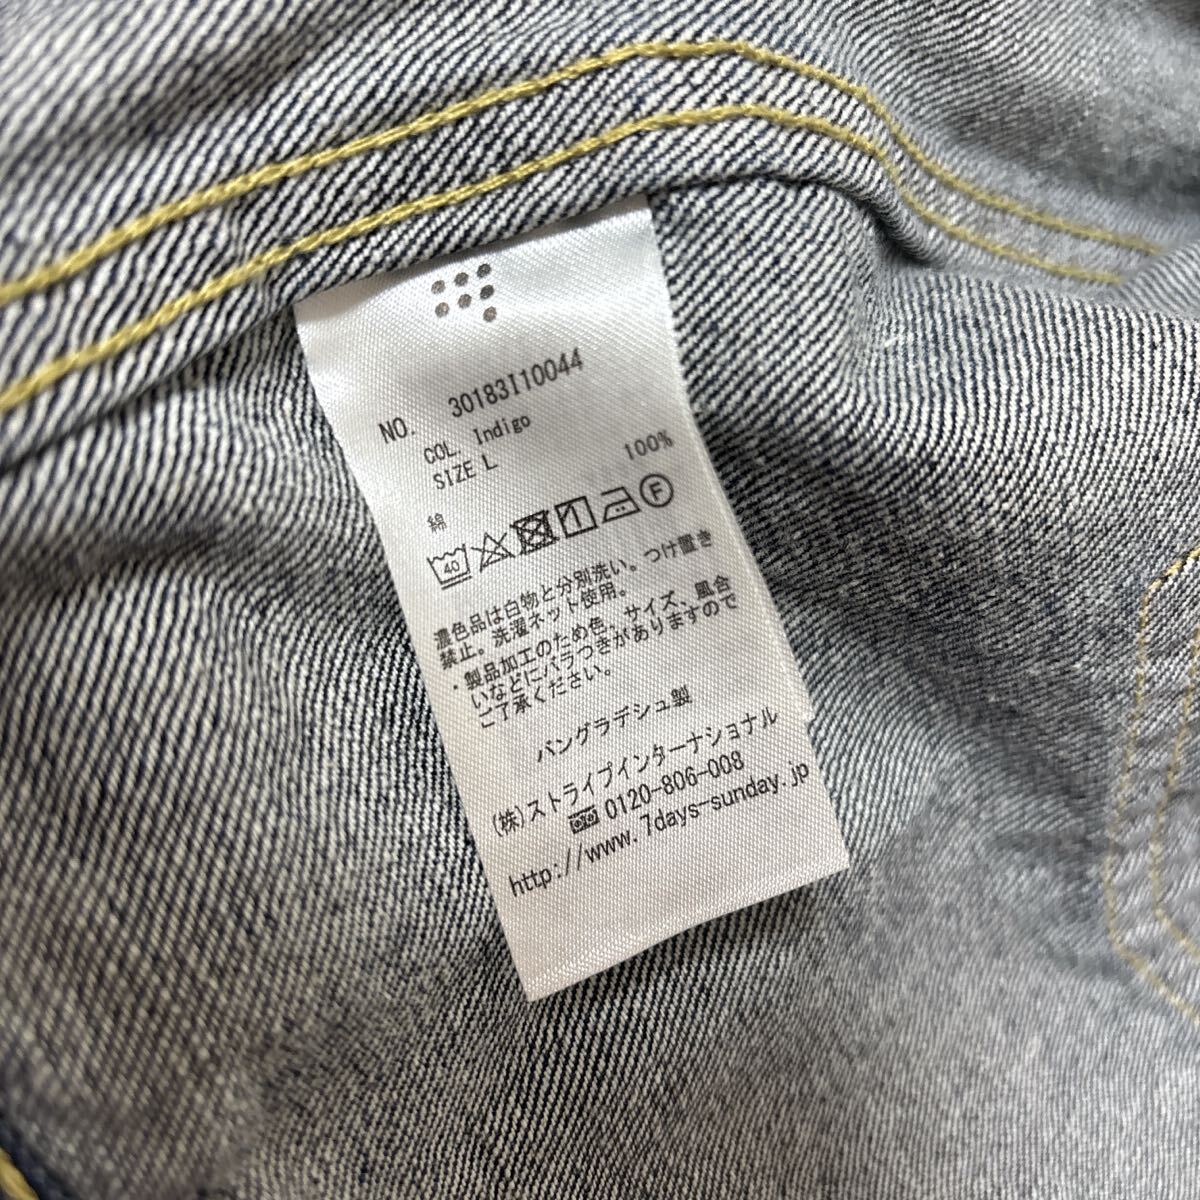 NO. 30183I10044
COL. Indigo
SIZE L
綿 100%
40 F
濃色品は白物と分別洗い。つけ置き
禁止。洗濯ネット使用。
・製品加工のため色、サイズ、風合
いなどにバラつきがありますので
ご了承ください。
バングラデシュ製
(株)ストライプインターナショナル
0120-806-008
http://www.7days-sunday.jp